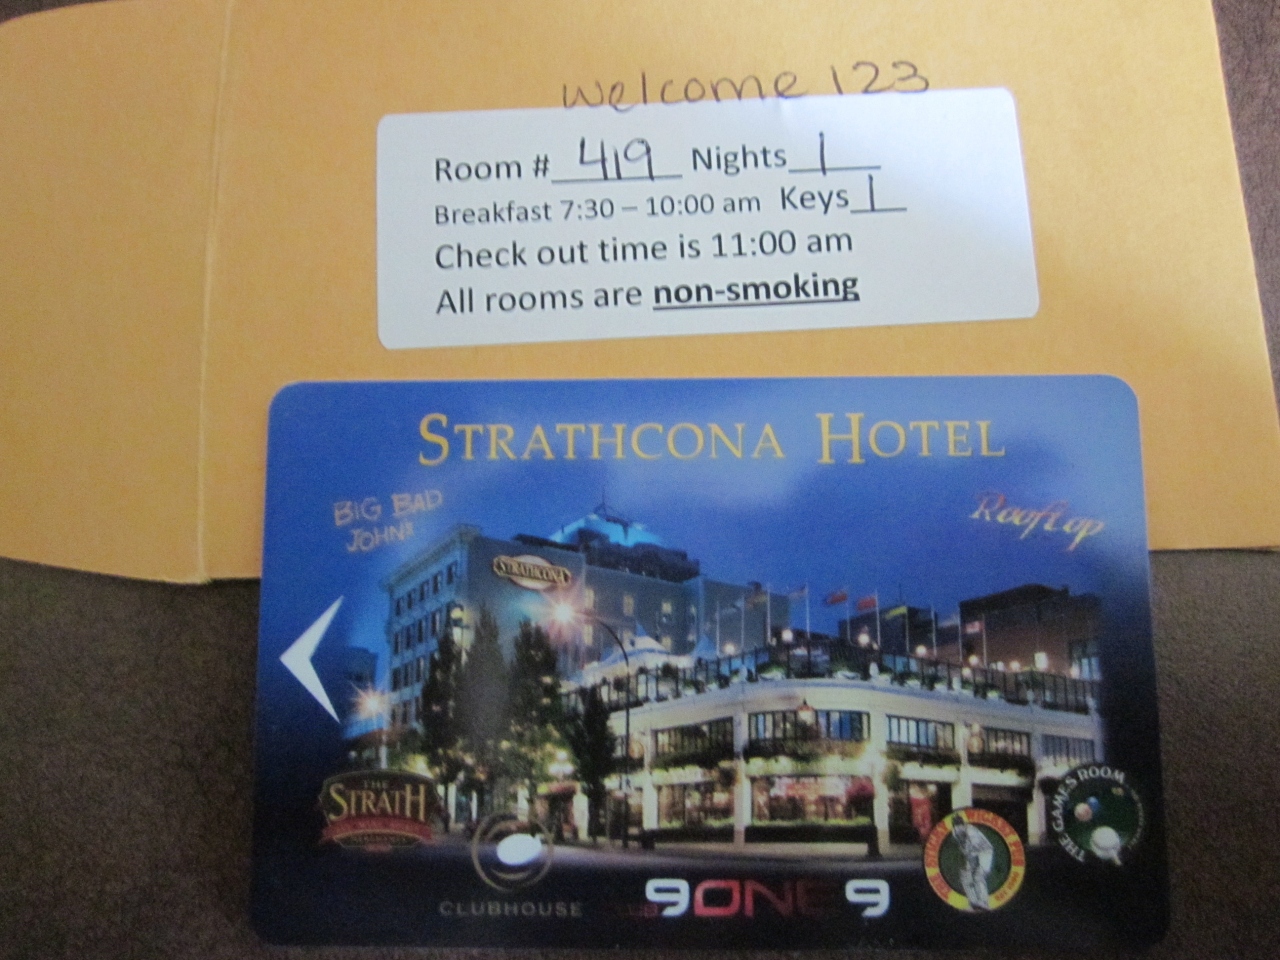 welcome 123
Room # 419 Nights 1
Breakfast 7:30 – 10:00 am Keys 1
Check out time is 11:00 am
All rooms are non-smoking
STRATHCONA HOTEL
BIG BAD
JOHN'S
Rooftop
STRATHCONA
THE
STRATH
CLUBHOUSE
9ONE9
THE GAMES ROOM